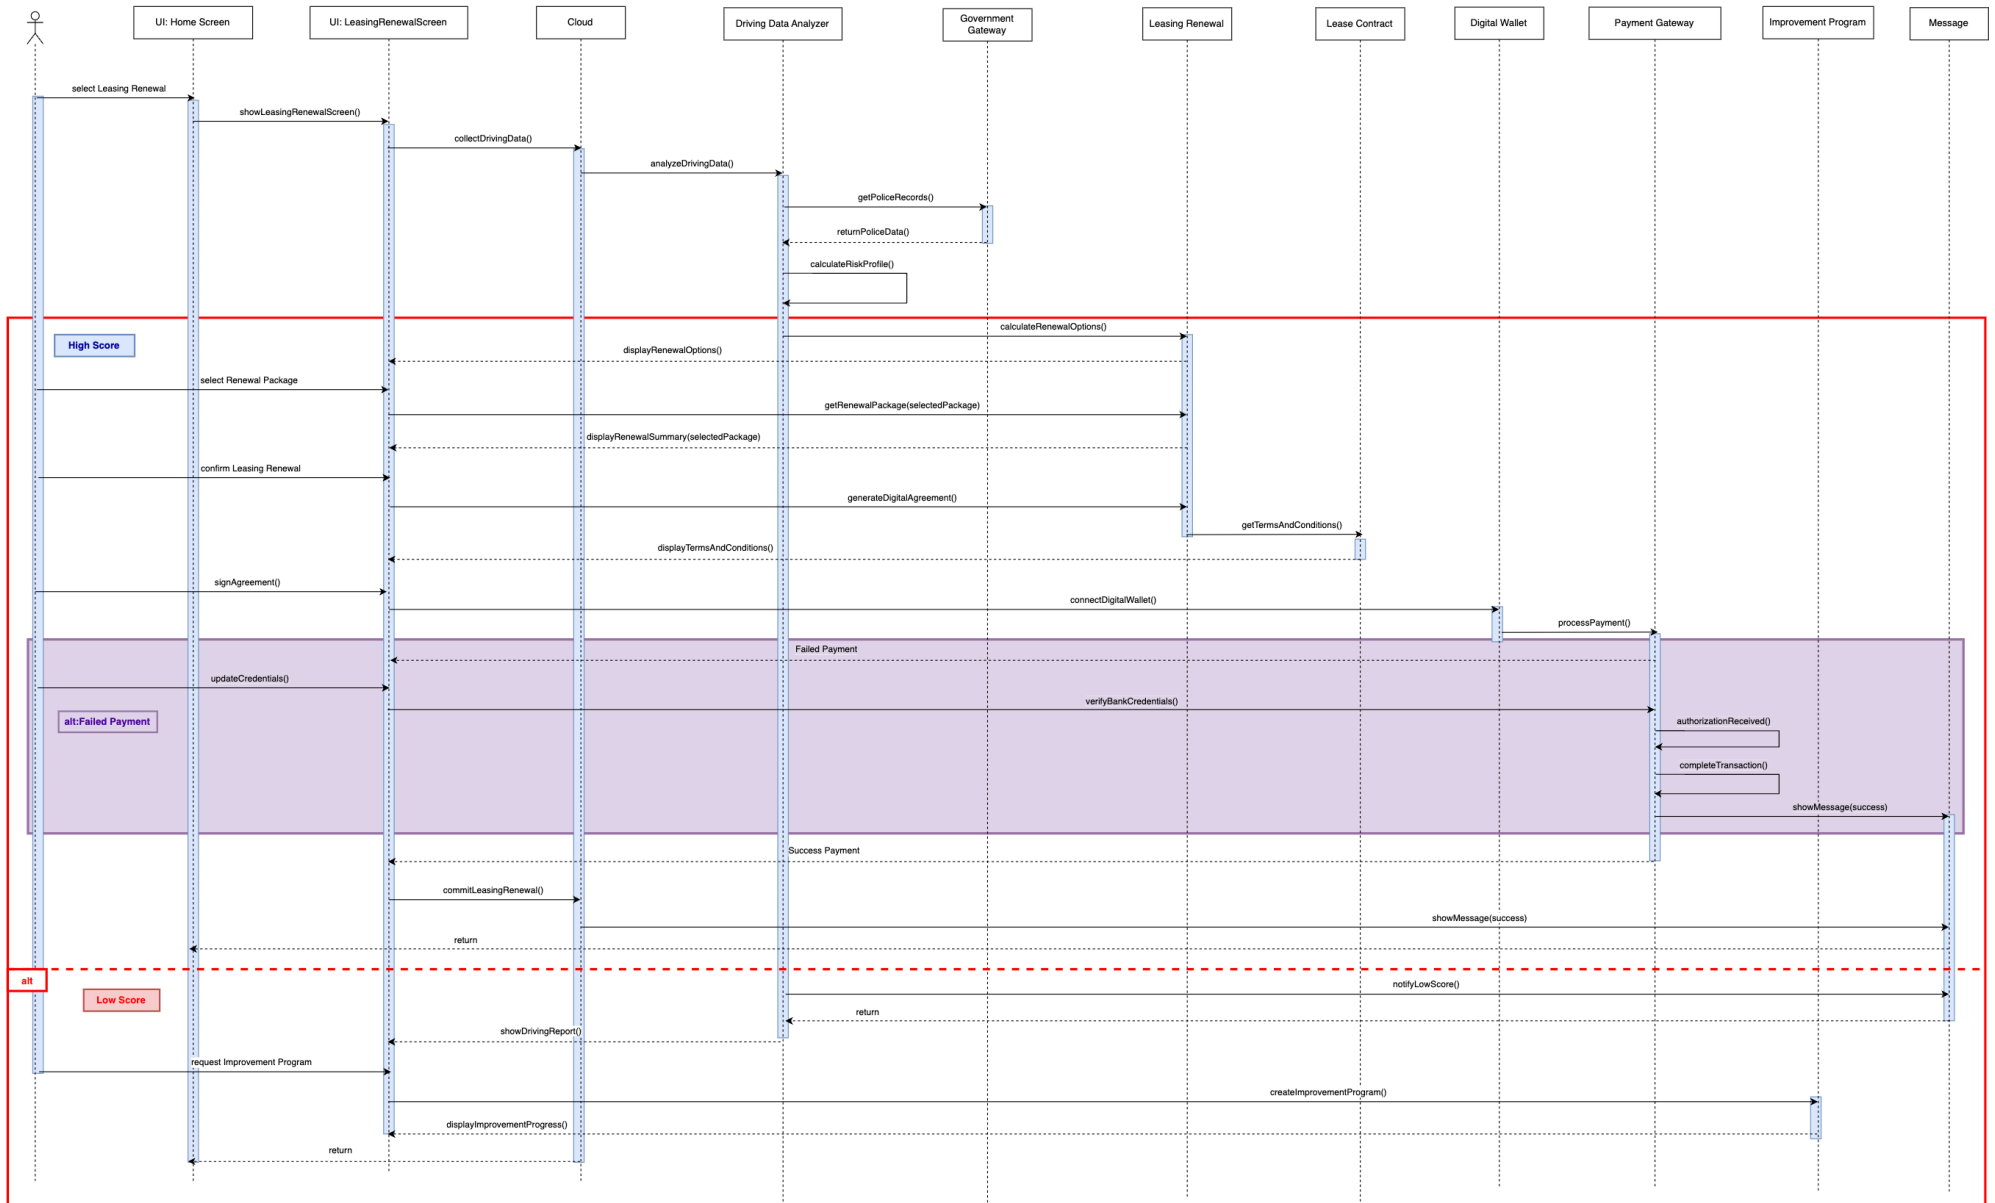 UI: Home Screen
UI: LeasingRenewalScreen
Cloud
Driving Data Analyzer
Government
Gateway
Leasing Renewal
Lease Contract
Digital Wallet
Payment Gateway
Improvement Program
Message
select Leasing Renewal
showLeasingRenewalScreen()
collectDrivingData()
analyzeDrivingData()
getPoliceRecords()
returnPoliceData()
calculateRiskProfile()
calculateRenewalOptions()
High Score
displayRenewalOptions()
select Renewal Package
getRenewalPackage(selectedPackage)
displayRenewalSummary(selectedPackage)
confirm Leasing Renewal
generateDigitalAgreement()
getTermsAndConditions()
displayTermsAndConditions()
signAgreement()
connectDigitalWallet()
processPayment()
Failed Payment
updateCredentials()
verifyBankCredentials()
alt:Failed Payment
authorizationReceived()
completeTransaction()
showMessage(success)
Success Payment
commitLeasingRenewal()
showMessage(success)
return
alt
notifyLowScore()
Low Score
return
showDrivingReport()
request Improvement Program
createImprovementProgram()
displayImprovementProgress()
return